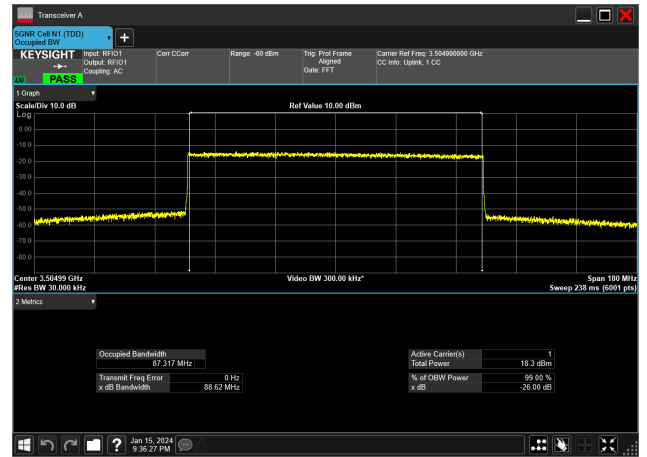 Transceiver A
5GNR Cell N1 (TDD)
Occupied BW
+
KEYSIGHT
LXI
PASS
Input: RFIO1
Output: RFIO1
Coupling: AC
Corr CCorr
Range: -60 dBm
Trig: Prot Frame
Aligned
Gate: FFT
Carrier Ref Freq: 3.504990000 GHz
CC Info: Uplink, 1 CC
1 Graph
Scale/Div 10.0 dB
Ref Value 10.00 dBm
Log
0.00
-10.0
-20.0
-30.0
-40.0
-50.0
-60.0
-70.0
-80.0
Center 3.50499 GHz
Video BW 300.00 kHz*
Span 180 MHz
#Res BW 30.000 kHz
Sweep 238 ms (6001 pts)
2 Metrics
Occupied Bandwidth
87.317 MHz
Transmit Freq Error 0 Hz
x dB Bandwidth 88.62 MHz
Active Carrier(s) 1
Total Power 18.3 dBm
% of OBW Power 99.00 %
x dB -26.00 dB
?
Jan 15, 2024
9:36:27 PM